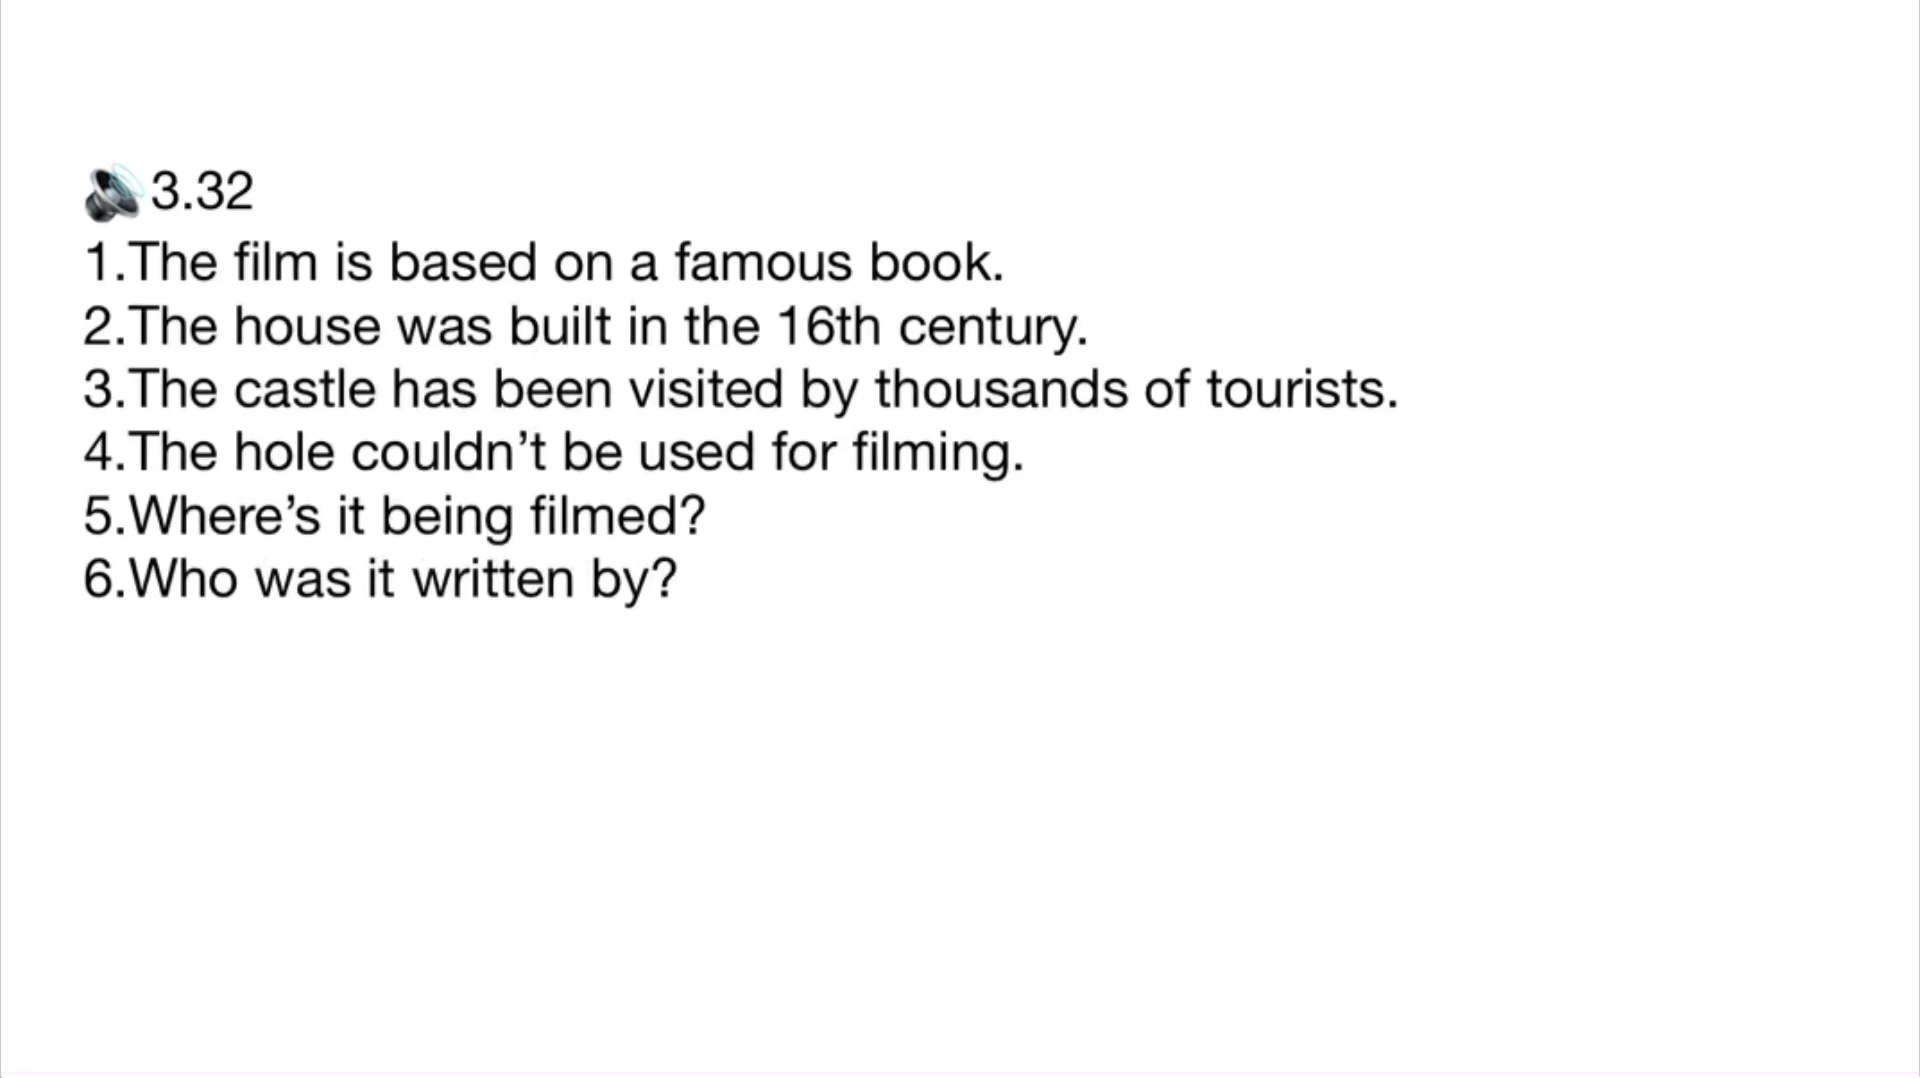 🔊3.32
1.The film is based on a famous book.
2.The house was built in the 16th century.
3.The castle has been visited by thousands of tourists.
4.The hole couldn’t be used for filming.
5.Where’s it being filmed?
6.Who was it written by?